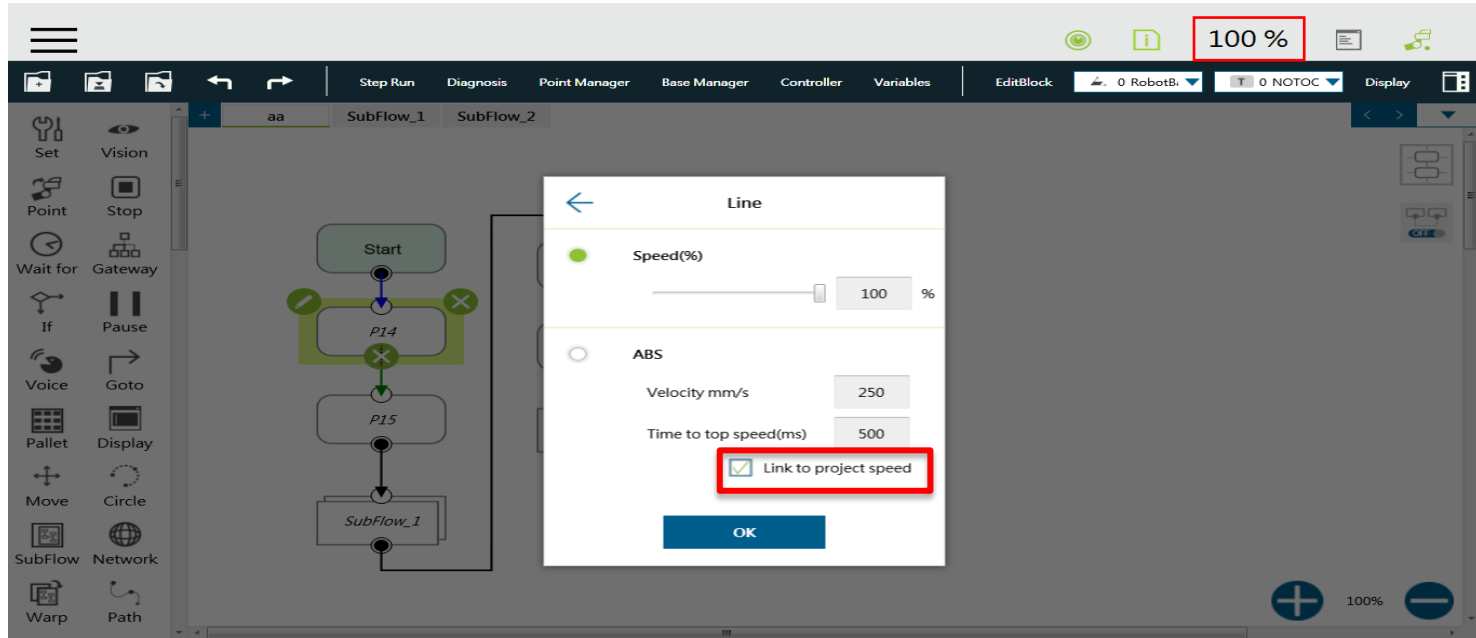 100 %
Step Run Diagnosis Point Manager Base Manager Controller Variables EditBlock 0 RobotBa T 0 NOTOC Display
+ aa SubFlow_1 SubFlow_2 < >
Set Vision
Point Stop
OFF
Wait for Gateway
If Pause
Voice Goto
Pallet Display
Move Circle
SubFlow Network
Warp Path
Start
P14
P15
SubFlow_1
Line
Speed(%)
100 %
ABS
Velocity mm/s 250
Time to top speed(ms) 500
Link to project speed
OK
100%